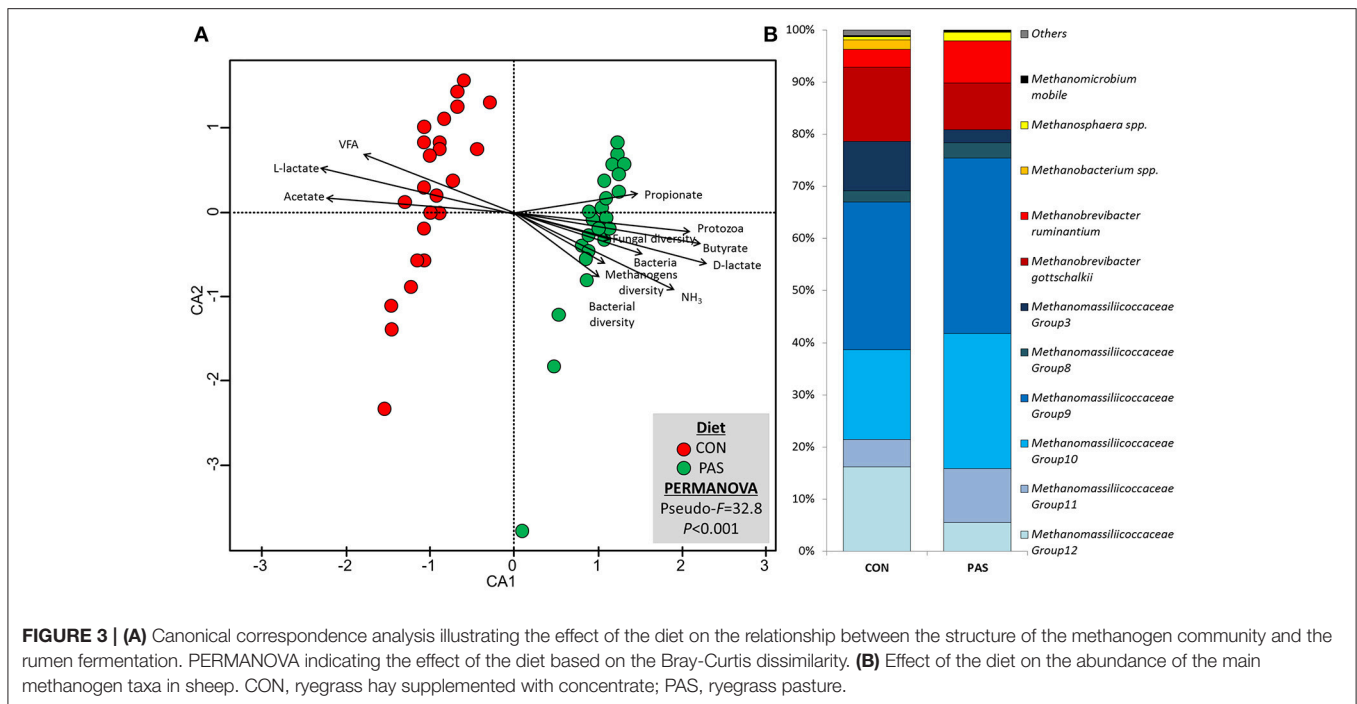 A
VFA
L-lactate
Acetate
Propionate
Protozoa
Fungal diversity
Butyrate
Bacteria
D-lactate
Methanogens
diversity
NH₃
Bacterial
diversity
1
0
-1
-2
-3
CA2
-3
-2
-1
0
1
2
3
CA1
Diet
CON
PAS
PERMANOVA
Pseudo-F=32.8
P<0.001
B
100%
90%
80%
70%
60%
50%
40%
30%
20%
10%
0%
CON
PAS
Others
Methanomicrobium
mobile
Methanosphaera spp.
Methanobacterium spp.
Methanobrevibacter
ruminantium
Methanobrevibacter
gottschalkii
Methanomassiliicoccaceae
Group3
Methanomassiliicoccaceae
Group8
Methanomassiliicoccaceae
Group9
Methanomassiliicoccaceae
Group10
Methanomassiliicoccaceae
Group11
Methanomassiliicoccaceae
Group12
FIGURE 3 | (A) Canonical correspondence analysis illustrating the effect of the diet on the relationship between the structure of the methanogen community and the
rumen fermentation. PERMANOVA indicating the effect of the diet based on the Bray-Curtis dissimilarity. (B) Effect of the diet on the abundance of the main
methanogen taxa in sheep. CON, ryegrass hay supplemented with concentrate; PAS, ryegrass pasture.